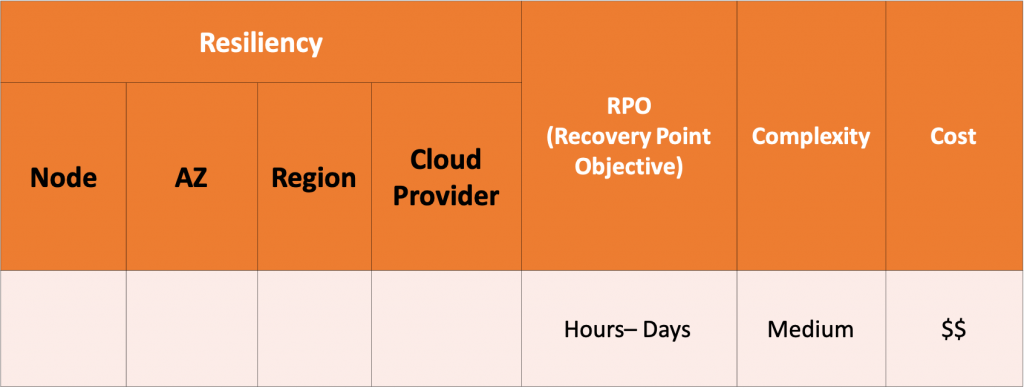 Resiliency
RPO
(Recovery Point
Objective)
Complexity
Cost
Node
AZ
Region
Cloud
Provider
Hours– Days
Medium
$$